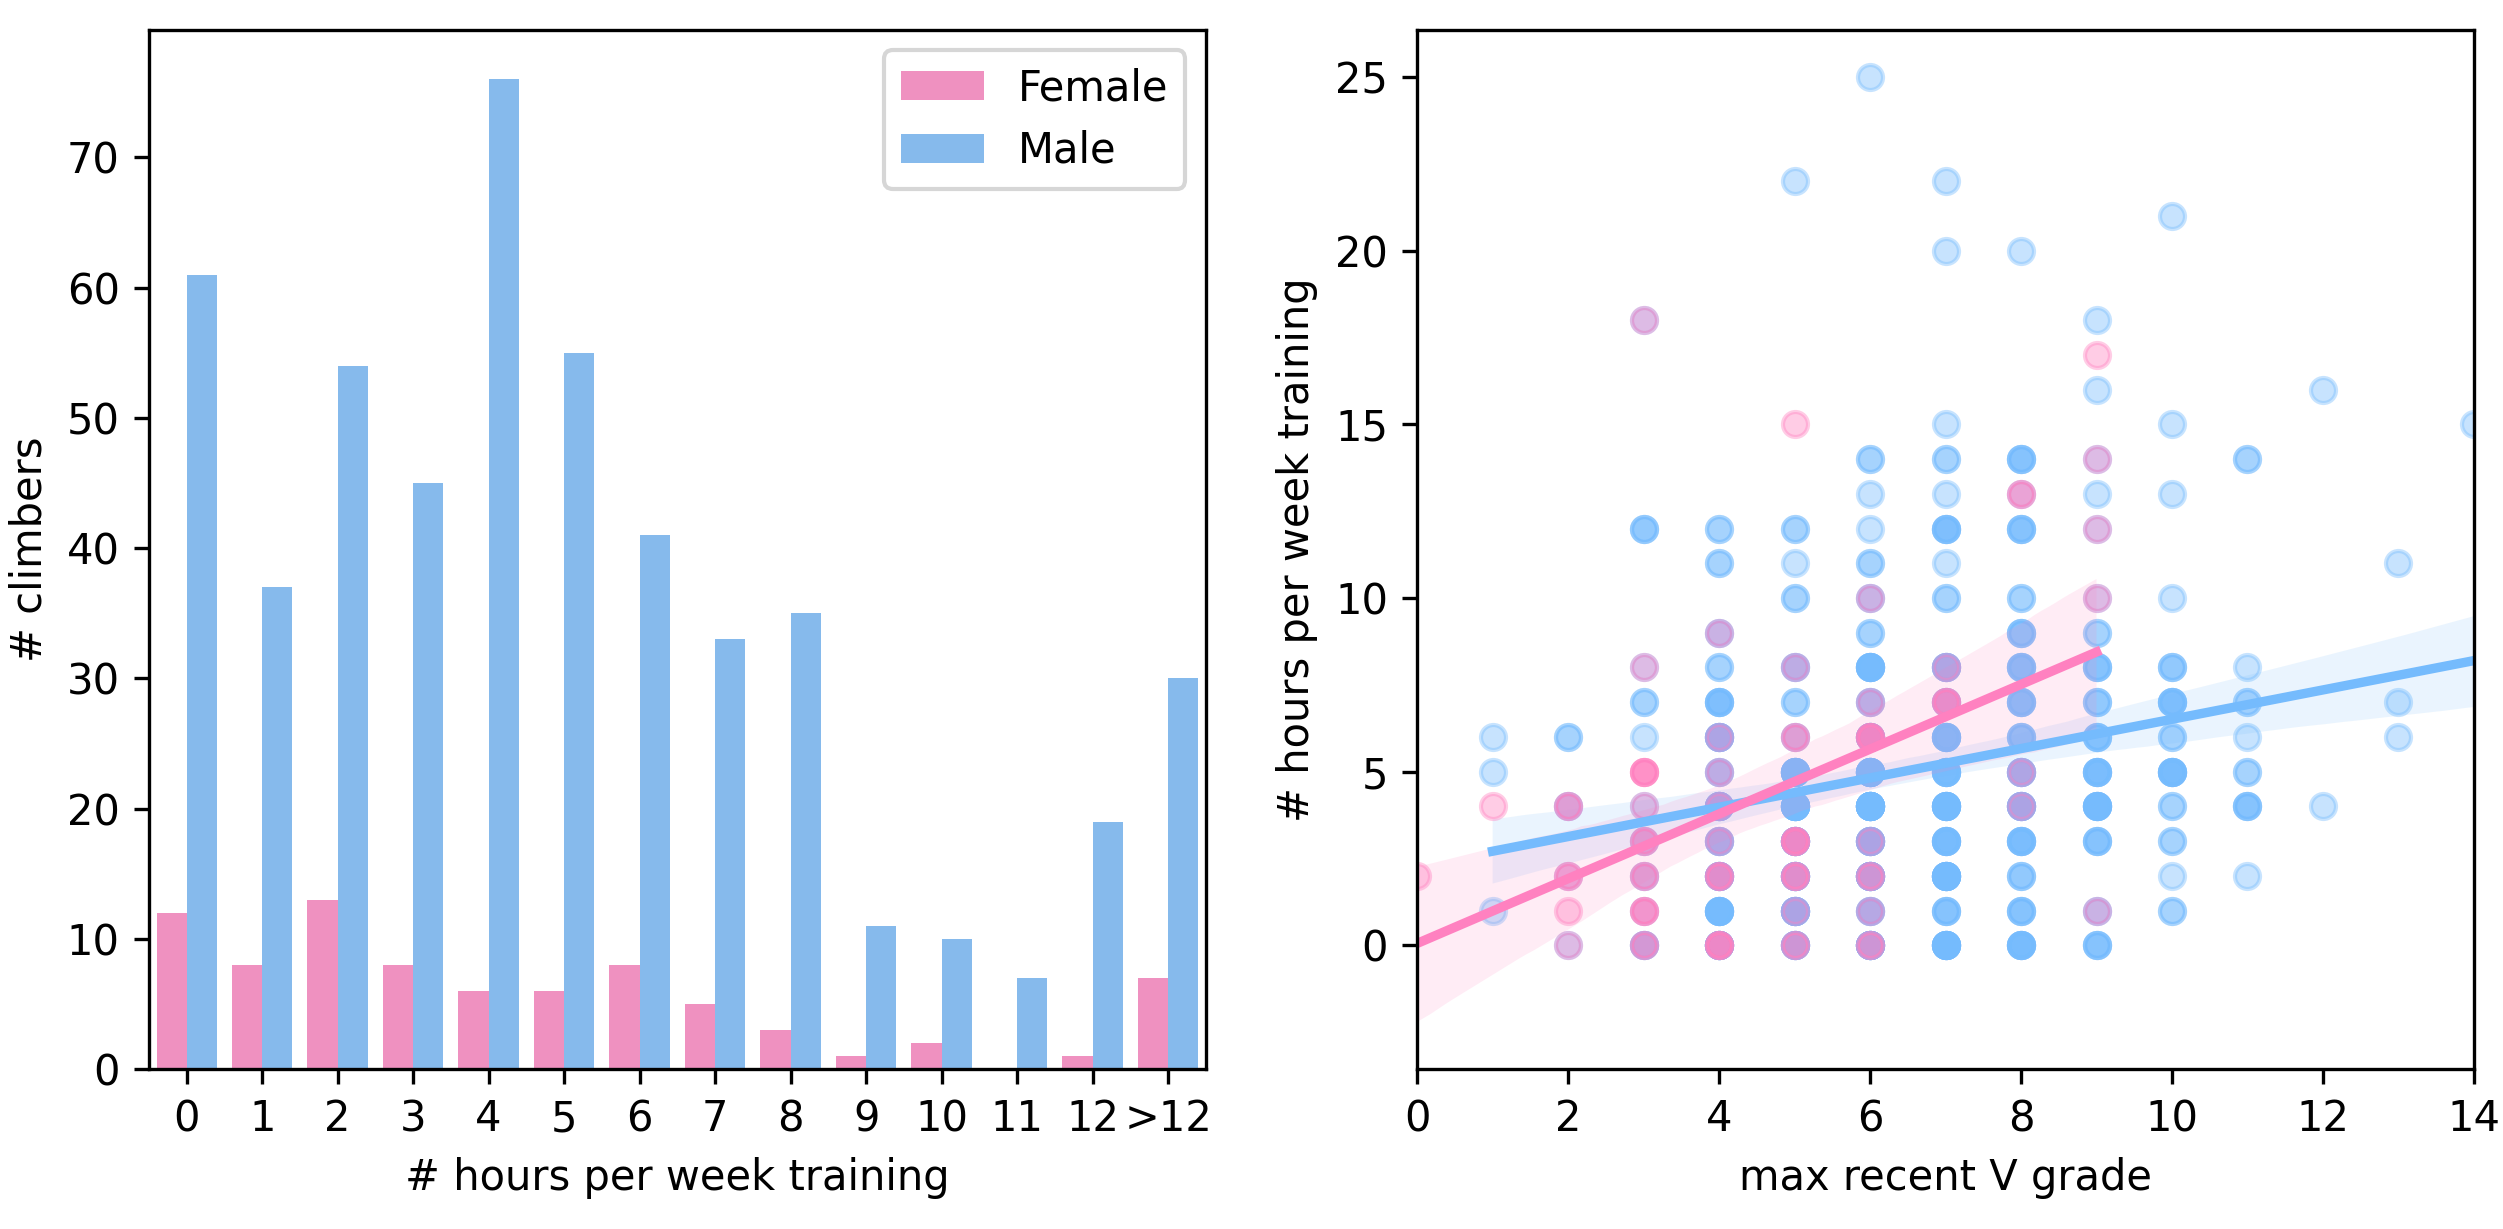 Female
Male
70
60
50
40
30
20
10
0
# climbers
0 1 2 3 4 5 6 7 8 9 10 11 12 >12
# hours per week training
25
20
15
10
5
0
# hours per week training
0 2 4 6 8 10 12 14
max recent V grade